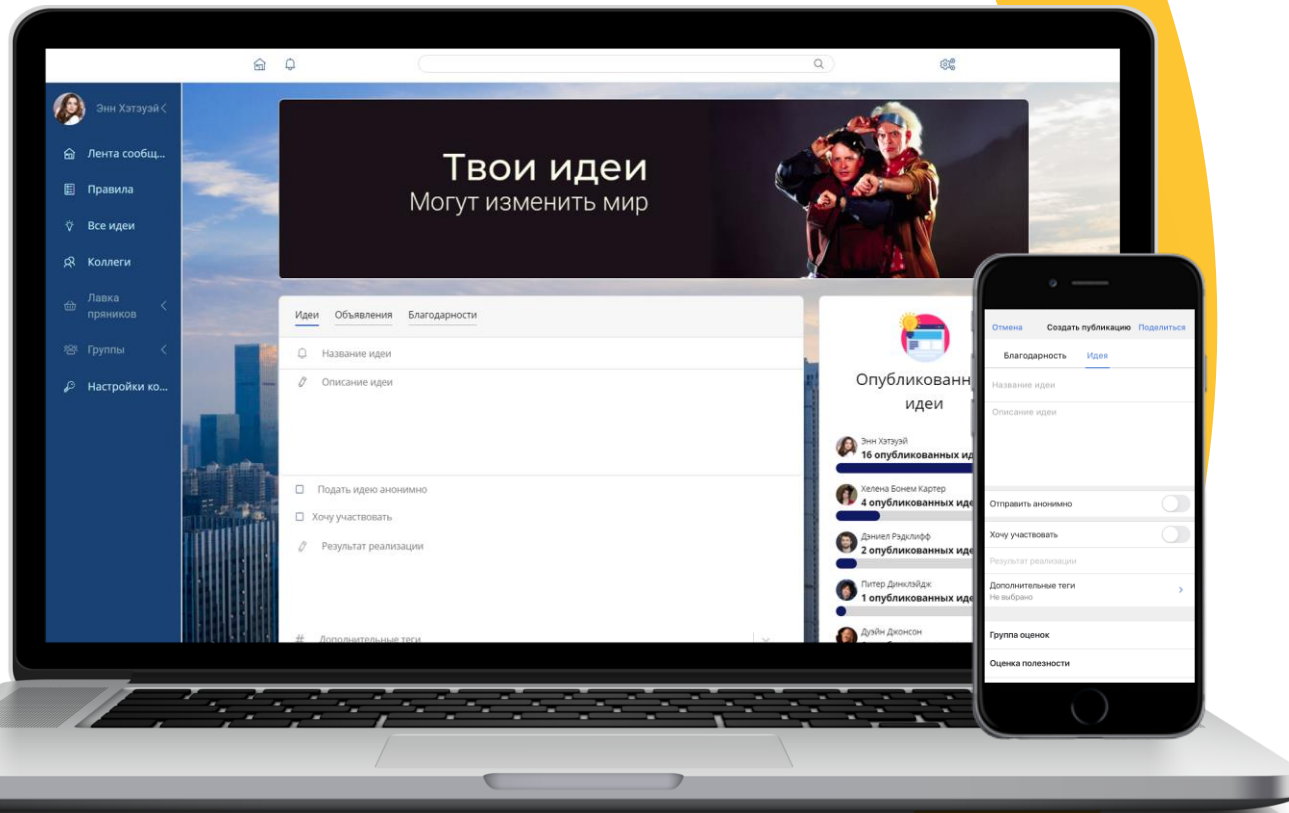 Энн Хэтэуэй
Лента сообщ...
Правила
Все идеи
Коллеги
Лавка
пряников
Группы
Настройки ко...
Твои идеи
Могут изменить мир
Идеи Объявления Благодарности
Название идеи
Описание идеи
Подать идею анонимно
Хочу участвовать
Результат реализации
# Дополнительные теги
Опубликованн
идеи
Энн Хэтэуэй
16 опубликованных ид
Хелена Бонем Картер
4 опубликованных иде
Дэниел Рэдклифф
2 опубликованных иде
Питер Динклэйдж
1 опубликованных иде
Дуэйн Джонсон
Отмена Создать публикацию Поделиться
Благодарность Идея
Название идеи
Описание идеи
Отправить анонимно
Хочу участвовать
Результат реализации
Дополнительные теги
Не выбрано
Группа оценок
Оценка полезности